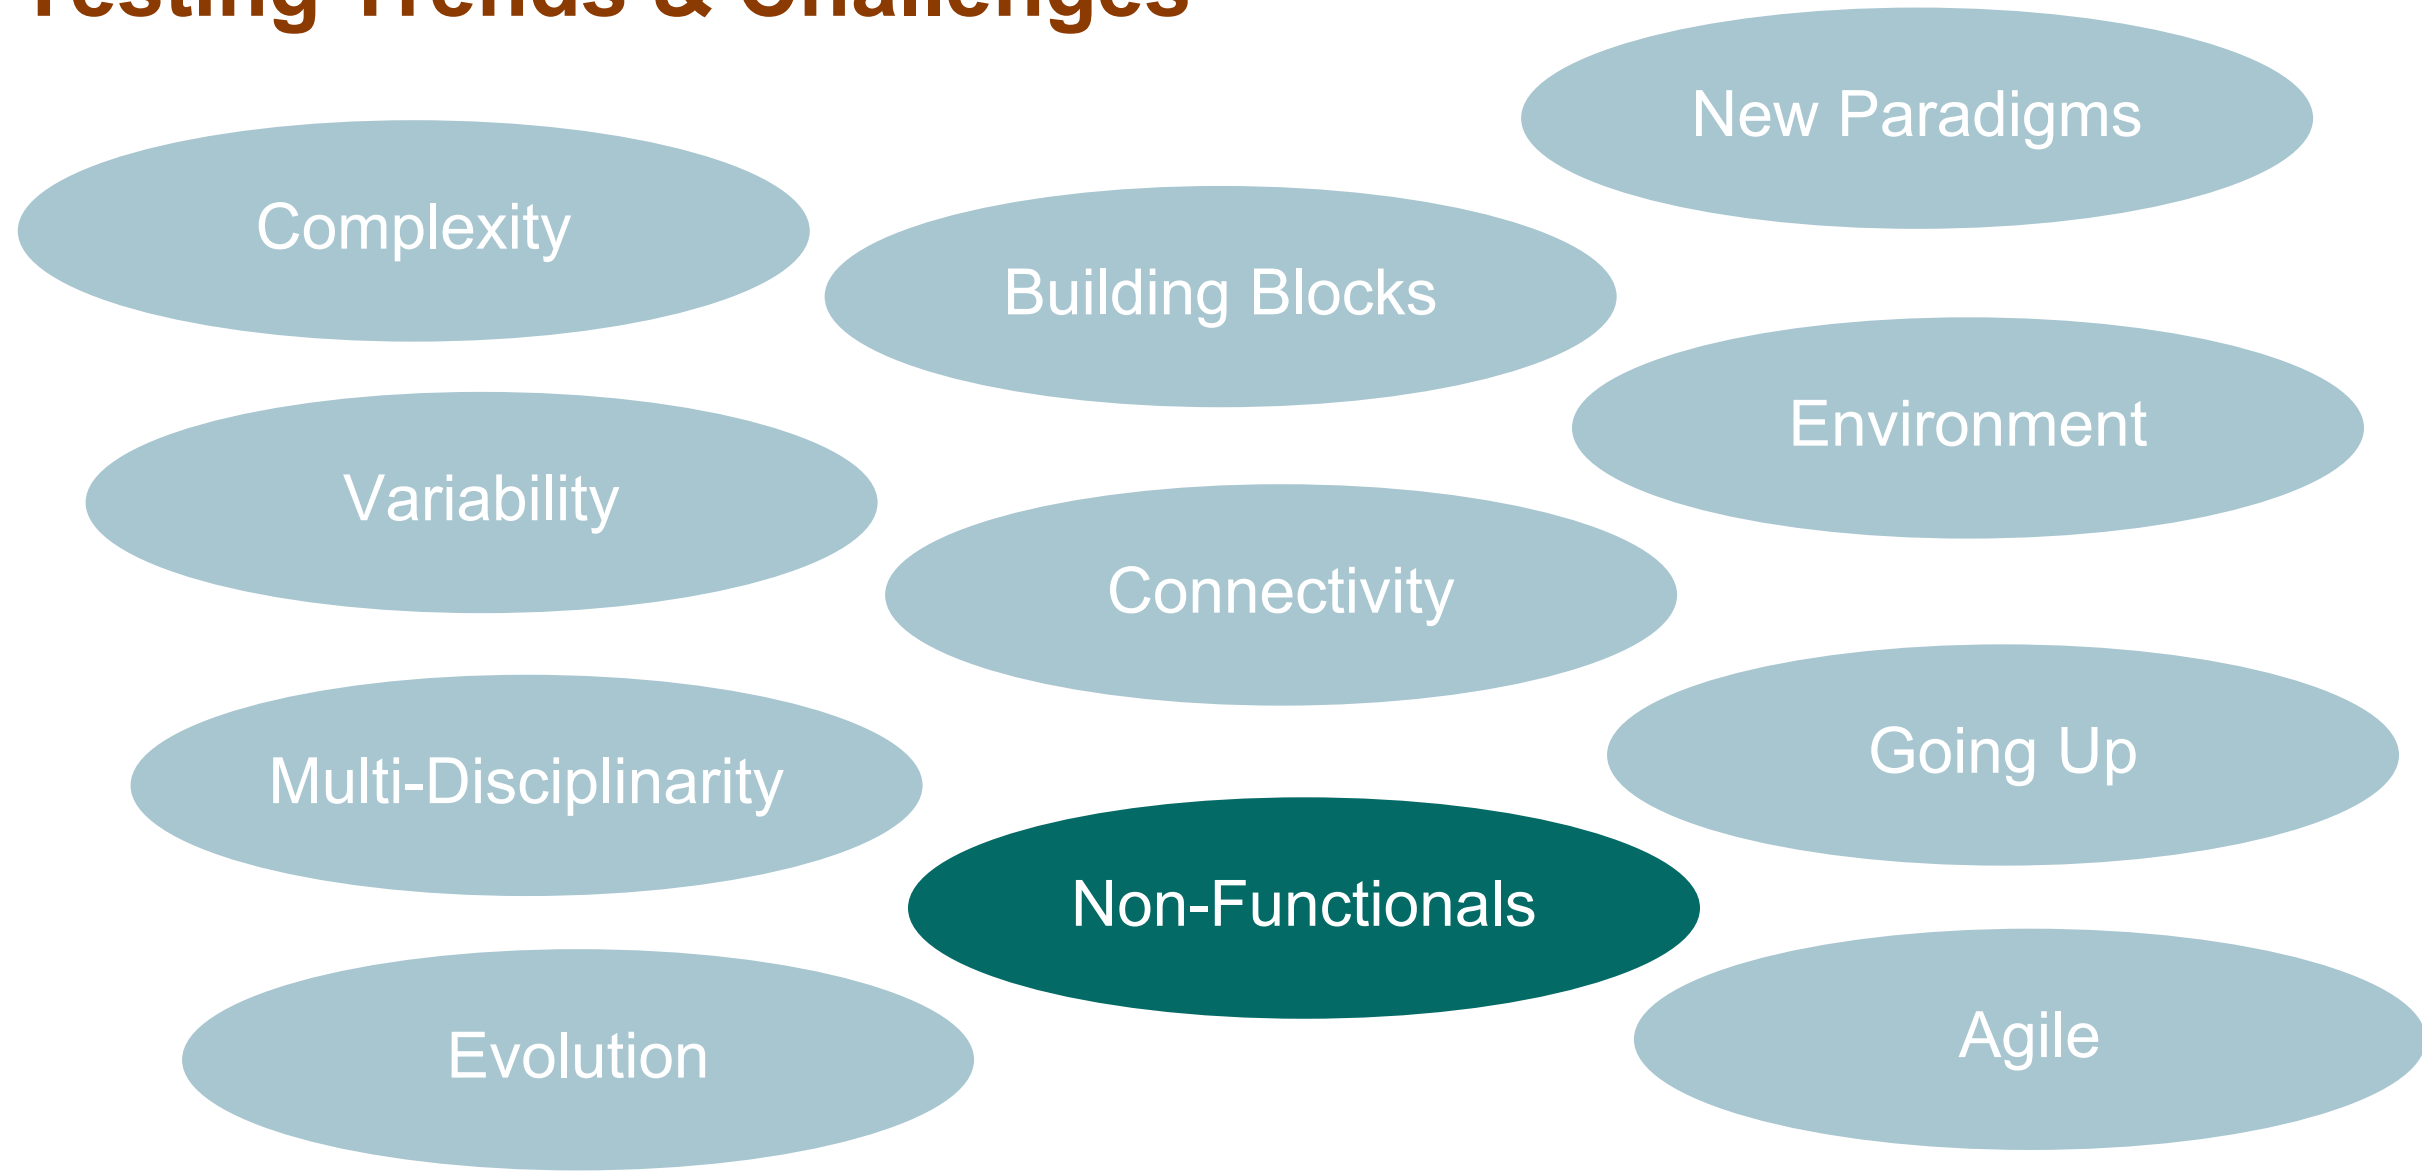 Testing Trends & Challenges
New Paradigms
Complexity
Building Blocks
Environment
Variability
Connectivity
Going Up
Multi-Disciplinarity
Non-Functionals
Agile
Evolution